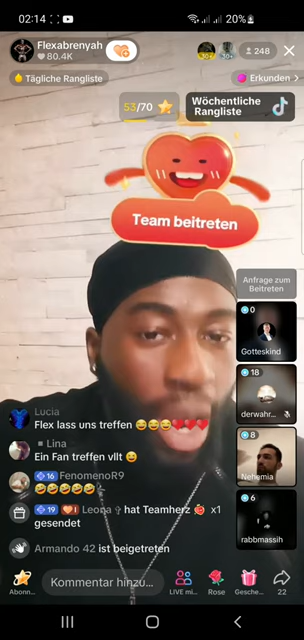 02:14
20%
Flexabrenyah
80.4K
248
Tägliche Rangliste
Erkunden >
53/70
Wöchentliche
Rangliste
Team beitreten
Anfrage zum
Beitreten
0
Gotteskind
18
derwahr...
8
Nehemia
6
rabbmassih
Lucia
Flex lass uns treffen 😂😂😂❤️❤️❤️
Lina
Ein Fan treffen vllt 😆
16 FenomenoR9
🤣🤣🤣🤣🤣
19 I Leona ✞ hat Teamherz x1
gesendet
Armando 42 ist beigetreten
Abonn...
Kommentar hinzu...
LIVE mi...
Rose
Gesche...
22